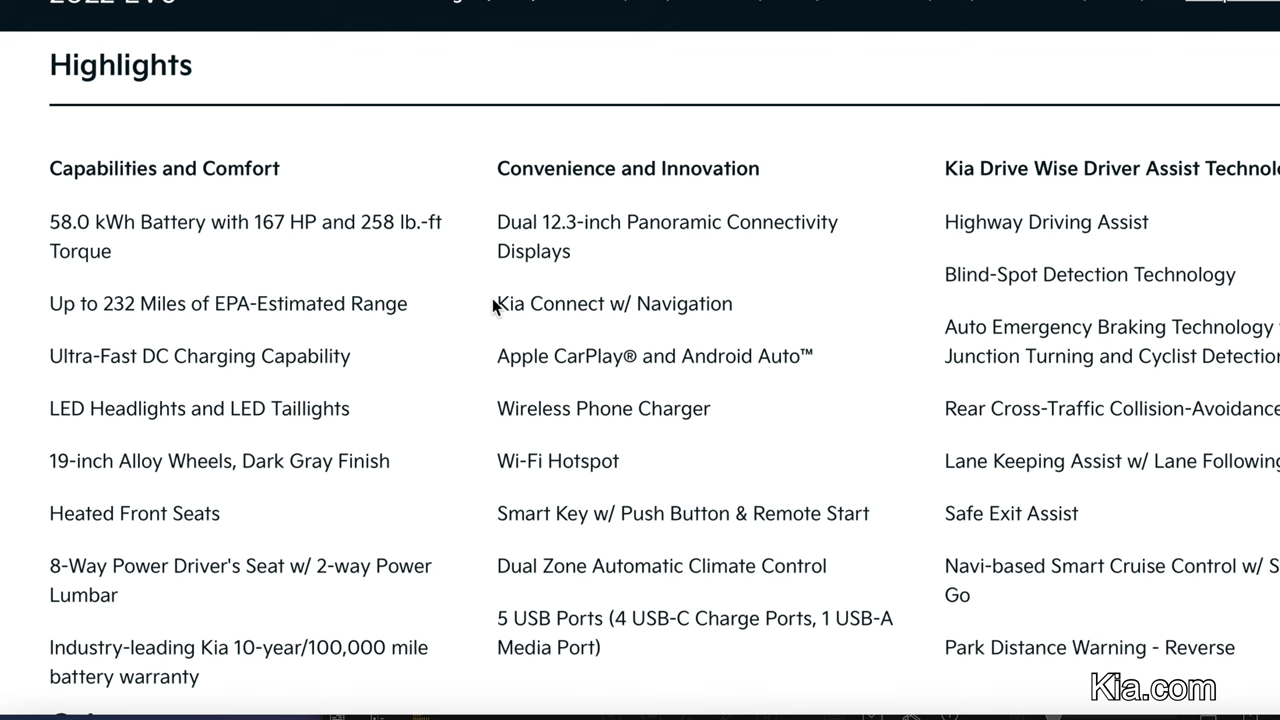 2022 EV6
Highlights
Capabilities and Comfort
58.0 kWh Battery with 167 HP and 258 lb.-ft
Torque
Up to 232 Miles of EPA-Estimated Range
Ultra-Fast DC Charging Capability
LED Headlights and LED Taillights
19-inch Alloy Wheels, Dark Gray Finish
Heated Front Seats
8-Way Power Driver's Seat w/ 2-way Power
Lumbar
Industry-leading Kia 10-year/100,000 mile
battery warranty
Convenience and Innovation
Dual 12.3-inch Panoramic Connectivity
Displays
Kia Connect w/ Navigation
Apple CarPlay® and Android Auto™
Wireless Phone Charger
Wi-Fi Hotspot
Smart Key w/ Push Button & Remote Start
Dual Zone Automatic Climate Control
5 USB Ports (4 USB-C Charge Ports, 1 USB-A
Media Port)
Kia Drive Wise Driver Assist Technol
Highway Driving Assist
Blind-Spot Detection Technology
Auto Emergency Braking Technology
Junction Turning and Cyclist Detection
Rear Cross-Traffic Collision-Avoidance
Lane Keeping Assist w/ Lane Following
Safe Exit Assist
Navi-based Smart Cruise Control w/ S
Go
Park Distance Warning - Reverse
Kia.com